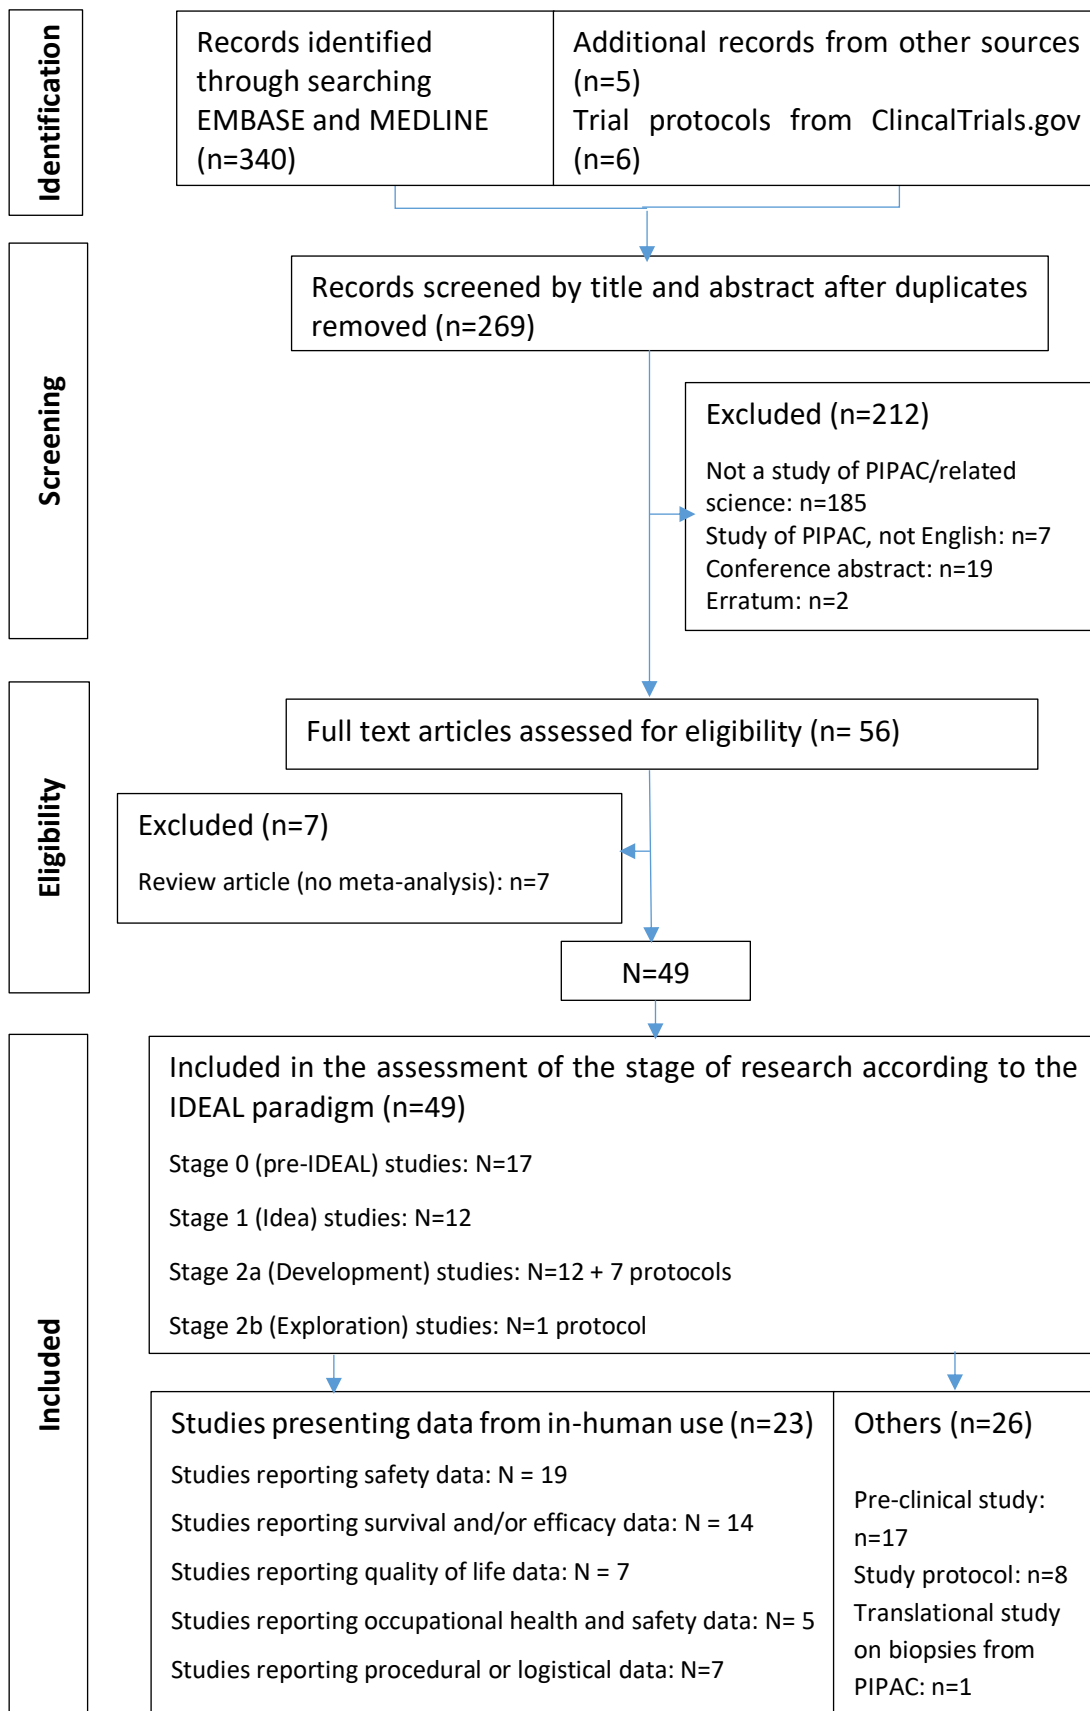 Identification
Records identified
through searching
EMBASE and MEDLINE
(n=340)
Additional records from other sources
(n=5)
Trial protocols from ClincalTrials.gov
(n=6)
Screening
Records screened by title and abstract after duplicates
removed (n=269)
Excluded (n=212)
Not a study of PIPAC/related
science: n=185
Study of PIPAC, not English: n=7
Conference abstract: n=19
Erratum: n=2
Eligibility
Full text articles assessed for eligibility (n= 56)
Excluded (n=7)
Review article (no meta-analysis): n=7
N=49
Included
Included in the assessment of the stage of research according to the
IDEAL paradigm (n=49)
Stage 0 (pre-IDEAL) studies: N=17
Stage 1 (Idea) studies: N=12
Stage 2a (Development) studies: N=12 + 7 protocols
Stage 2b (Exploration) studies: N=1 protocol
Studies presenting data from in-human use (n=23)
Studies reporting safety data: N = 19
Studies reporting survival and/or efficacy data: N = 14
Studies reporting quality of life data: N = 7
Studies reporting occupational health and safety data: N= 5
Studies reporting procedural or logistical data: N=7
Others (n=26)
Pre-clinical study:
n=17
Study protocol: n=8
Translational study
on biopsies from
PIPAC: n=1